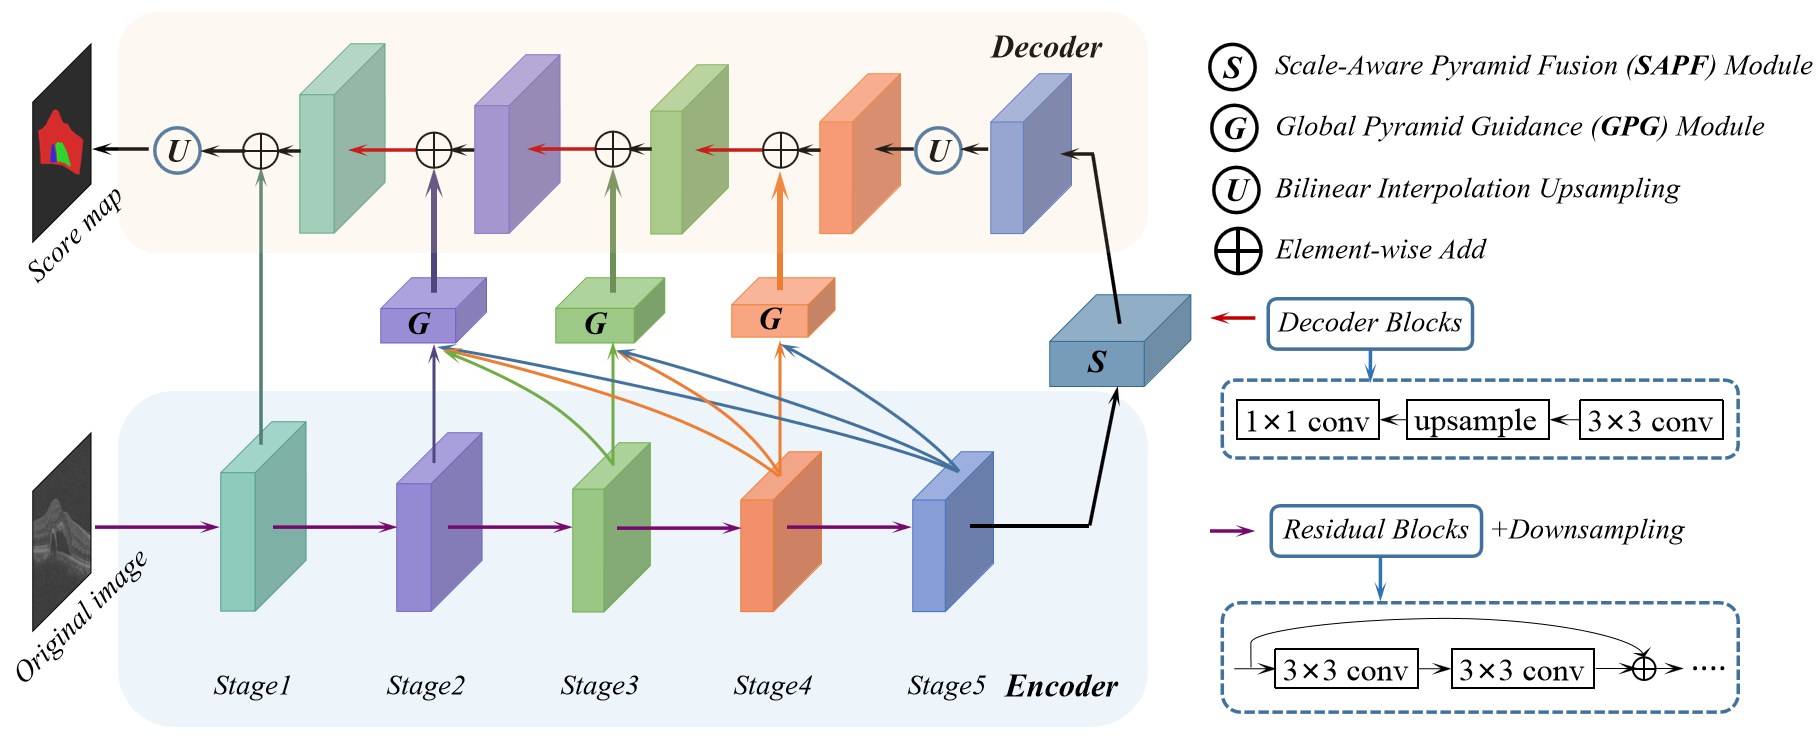 Decoder
U
U
Score map
G
G
G
S
Original image
Stage1
Stage2
Stage3
Stage4
Stage5
Encoder
S Scale-Aware Pyramid Fusion (SAPF) Module
G Global Pyramid Guidance (GPG) Module
U Bilinear Interpolation Upsampling
Element-wise Add
Decoder Blocks
1×1 conv
upsample
3×3 conv
Residual Blocks +Downsampling
3×3 conv
3×3 conv
....